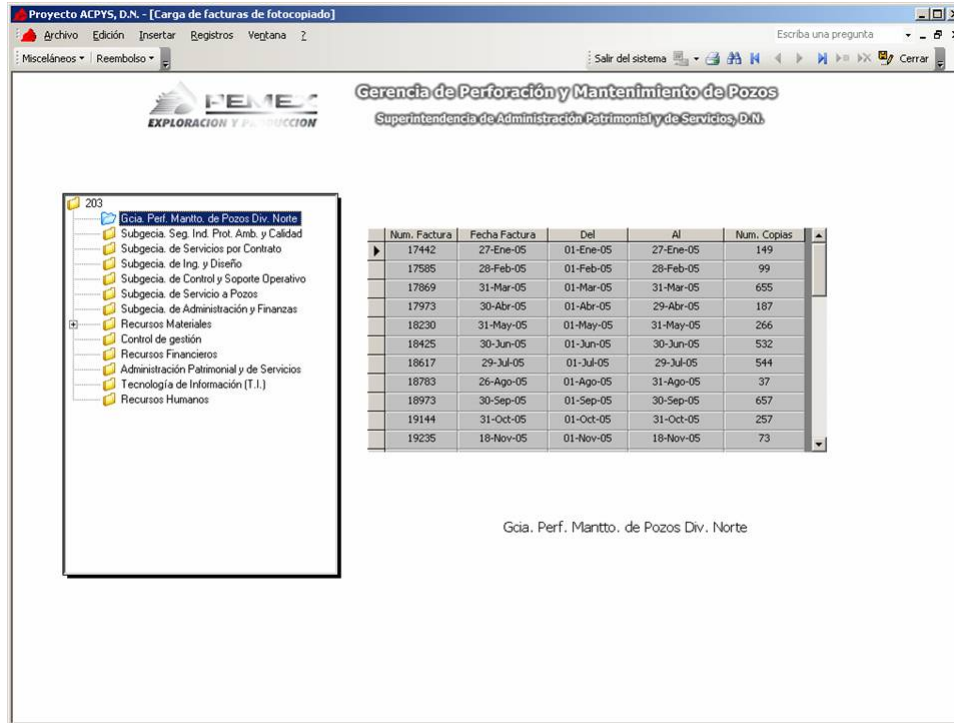 Proyecto ACPYS, D.N. - [Carga de facturas de fotocopiado]
Archivo Edición Insertar Registros Ventana ? Escriba una pregunta
Misceláneos Reembolso Salir del sistema Cerrar
PEMEX
EXPLORACION Y PRODUCCION
Gerencia de Perforación y Mantenimiento de Pozos
Superintendencia de Administración Patrimonial y de Servicios, D.N.
203
Gcia. Perf. Mantto. de Pozos Div. Norte
Subgecia. Seg. Ind. Prot. Amb. y Calidad
Subgecia. de Servicios por Contrato
Subgecia. de Ing. y Diseño
Subgecia. de Control y Soporte Operativo
Subgecia. de Servicio a Pozos
Subgecia. de Administración y Finanzas
Recursos Materiales
Control de gestión
Recursos Financieros
Administración Patrimonial y de Servicios
Tecnología de Información (T.I.)
Recursos Humanos
Num. Factura Fecha Factura Del Al Num. Copias
17442 27-Ene-05 01-Ene-05 27-Ene-05 149
17585 28-Feb-05 01-Feb-05 28-Feb-05 99
17869 31-Mar-05 01-Mar-05 31-Mar-05 655
17973 30-Abr-05 01-Abr-05 29-Abr-05 187
18230 31-May-05 01-May-05 31-May-05 266
18425 30-Jun-05 01-Jun-05 30-Jun-05 532
18617 29-Jul-05 01-Jul-05 29-Jul-05 544
18783 26-Ago-05 01-Ago-05 31-Ago-05 37
18973 30-Sep-05 01-Sep-05 30-Sep-05 657
19144 31-Oct-05 01-Oct-05 31-Oct-05 257
19235 18-Nov-05 01-Nov-05 18-Nov-05 73
Gcia. Perf. Mantto. de Pozos Div. Norte